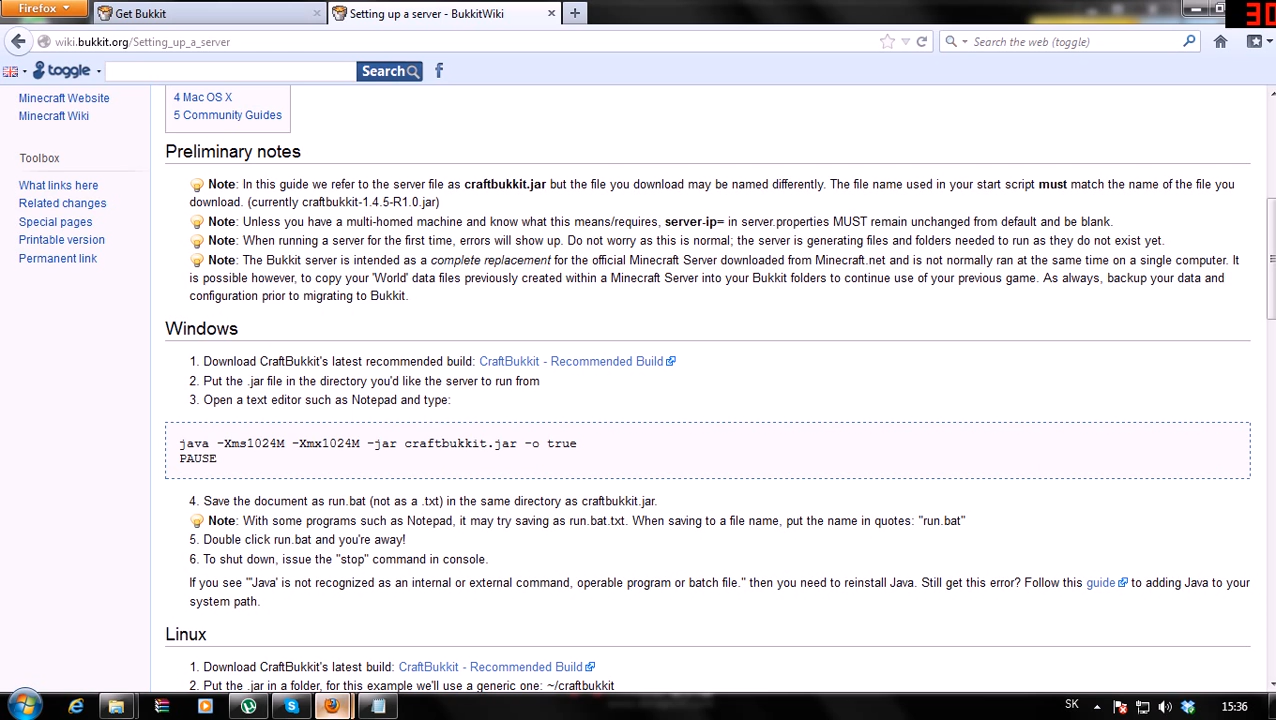 Firefox
Get Bukkit
Setting up a server - BukkitWiki
30
wiki.bukkit.org/Setting_up_a_server
Search the web (toggle)
toggle
Search
f
Minecraft Website
Minecraft Wiki
Toolbox
What links here
Related changes
Special pages
Printable version
Permanent link
4 Mac OS X
5 Community Guides
Preliminary notes
Note: In this guide we refer to the server file as craftbukkit.jar but the file you download may be named differently. The file name used in your start script must match the name of the file you
download. (currently craftbukkit-1.4.5-R1.0.jar)
Note: Unless you have a multi-homed machine and know what this means/requires, server-ip= in server.properties MUST remain unchanged from default and be blank.
Note: When running a server for the first time, errors will show up. Do not worry as this is normal; the server is generating files and folders needed to run as they do not exist yet.
Note: The Bukkit server is intended as a complete replacement for the official Minecraft Server downloaded from Minecraft.net and is not normally ran at the same time on a single computer. It
is possible however, to copy your 'World' data files previously created within a Minecraft Server into your Bukkit folders to continue use of your previous game. As always, backup your data and
configuration prior to migrating to Bukkit.
Windows
1. Download CraftBukkit's latest recommended build: CraftBukkit - Recommended Build
2. Put the .jar file in the directory you'd like the server to run from
3. Open a text editor such as Notepad and type:
java -Xms1024M -Xmx1024M -jar craftbukkit.jar -o true
PAUSE
4. Save the document as run.bat (not as a .txt) in the same directory as craftbukkit.jar.
Note: With some programs such as Notepad, it may try saving as run.bat.txt. When saving to a file name, put the name in quotes: "run.bat"
5. Double click run.bat and you're away!
6. To shut down, issue the "stop" command in console.
If you see "'Java' is not recognized as an internal or external command, operable program or batch file." then you need to reinstall Java. Still get this error? Follow this guide to adding Java to your
system path.
Linux
1. Download CraftBukkit's latest build: CraftBukkit - Recommended Build
2. Put the .jar in a folder, for this example we'll use a generic one: ~/craftbukkit
SK
15:36